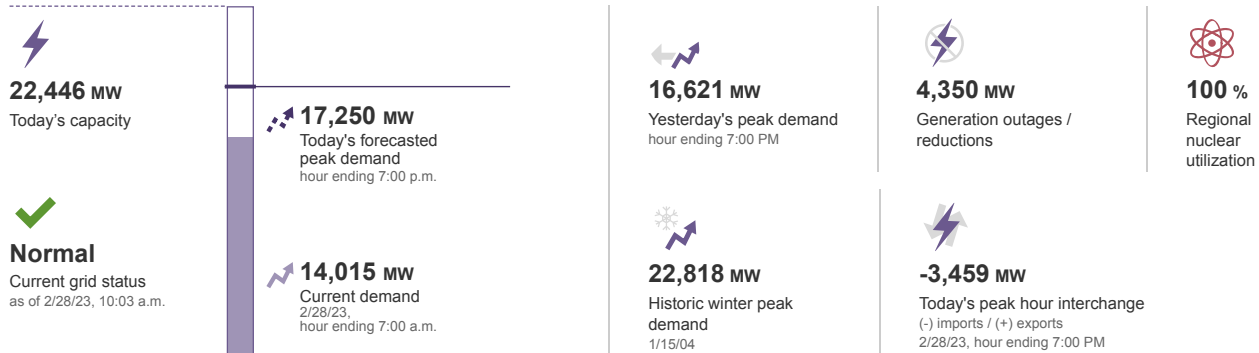 22,446 MW
Today's capacity
Normal
Current grid status
as of 2/28/23, 10:03 a.m.
17,250 MW
Today's forecasted
peak demand
hour ending 7:00 p.m.
14,015 MW
Current demand
2/28/23,
hour ending 7:00 a.m.
16,621 MW
Yesterday's peak demand
hour ending 7:00 PM
4,350 MW
Generation outages /
reductions
100 %
Regional
nuclear
utilization
22,818 MW
Historic winter peak
demand
1/15/04
-3,459 MW
Today's peak hour interchange
(-) imports / (+) exports
2/28/23, hour ending 7:00 PM